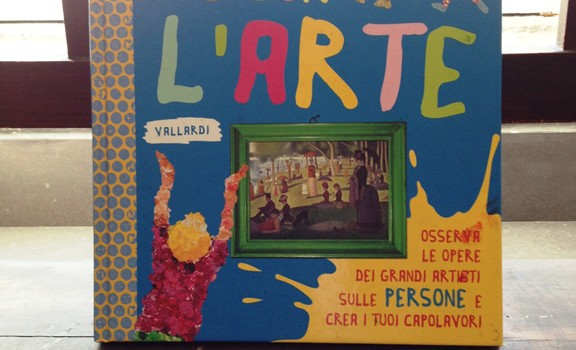 L'ARTE
VALLARDI
OSSERVA
LE OPERE
DEI GRANDI ARTISTI
SULLE PERSONE E
CREA I TUOI CAPOLAVORI